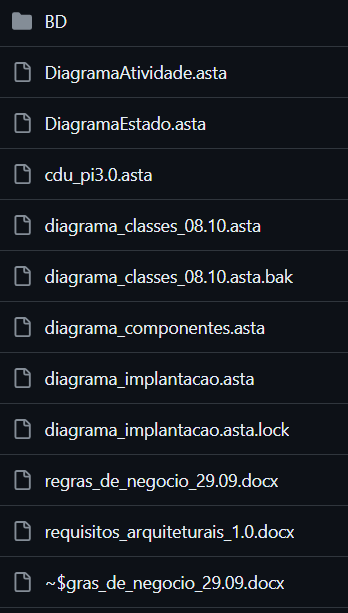 BD
DiagramaAtividade.asta
DiagramaEstado.asta
cdu_pi3.0.asta
diagrama_classes_08.10.asta
diagrama_classes_08.10.asta.bak
diagrama_componentes.asta
diagrama_implantacao.asta
diagrama_implantacao.asta.lock
regras_de_negocio_29.09.docx
requisitos_arquiteturais_1.0.docx
~$gras_de_negocio_29.09.docx